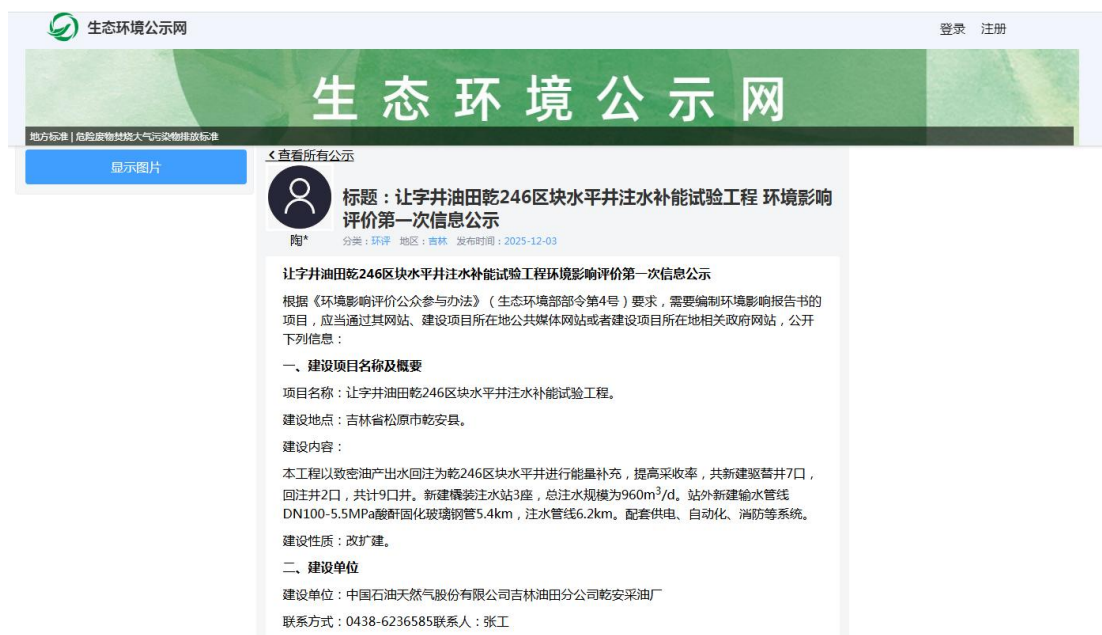 生态环境公示网
登录 注册
生态环境公示网
地方标准 | 危险废物焚烧大气污染物排放标准
显示图片
<查看所有公示
陶*
标题：让字井油田乾246区块水平井注水补能试验工程 环境影响
评价第一次信息公示
分类：环评 地区：吉林 发布时间：2025-12-03
让字井油田乾246区块水平井注水补能试验工程环境影响评价第一次信息公示
根据《环境影响评价公众参与办法》（生态环境部部令第4号）要求，需要编制环境影响报告书的
项目，应当通过其网站、建设项目所在地公共媒体网站或者建设项目所在地相关政府网站，公开
下列信息：
一、建设项目名称及概要
项目名称：让字井油田乾246区块水平井注水补能试验工程。
建设地点：吉林省松原市乾安县。
建设内容：
本工程以致密油产出水回注为乾246区块水平井进行能量补充，提高采收率，共新建驱替井7口，
回注井2口，共计9口井。新建橇装注水站3座，总注水规模为960m³/d。站外新建输水管线
DN100-5.5MPa酸酐固化玻璃钢管5.4km，注水管线6.2km。配套供电、自动化、消防等系统。
建设性质：改扩建。
二、建设单位
建设单位：中国石油天然气股份有限公司吉林油田分公司乾安采油厂
联系方式：0438-6236585联系人：张工